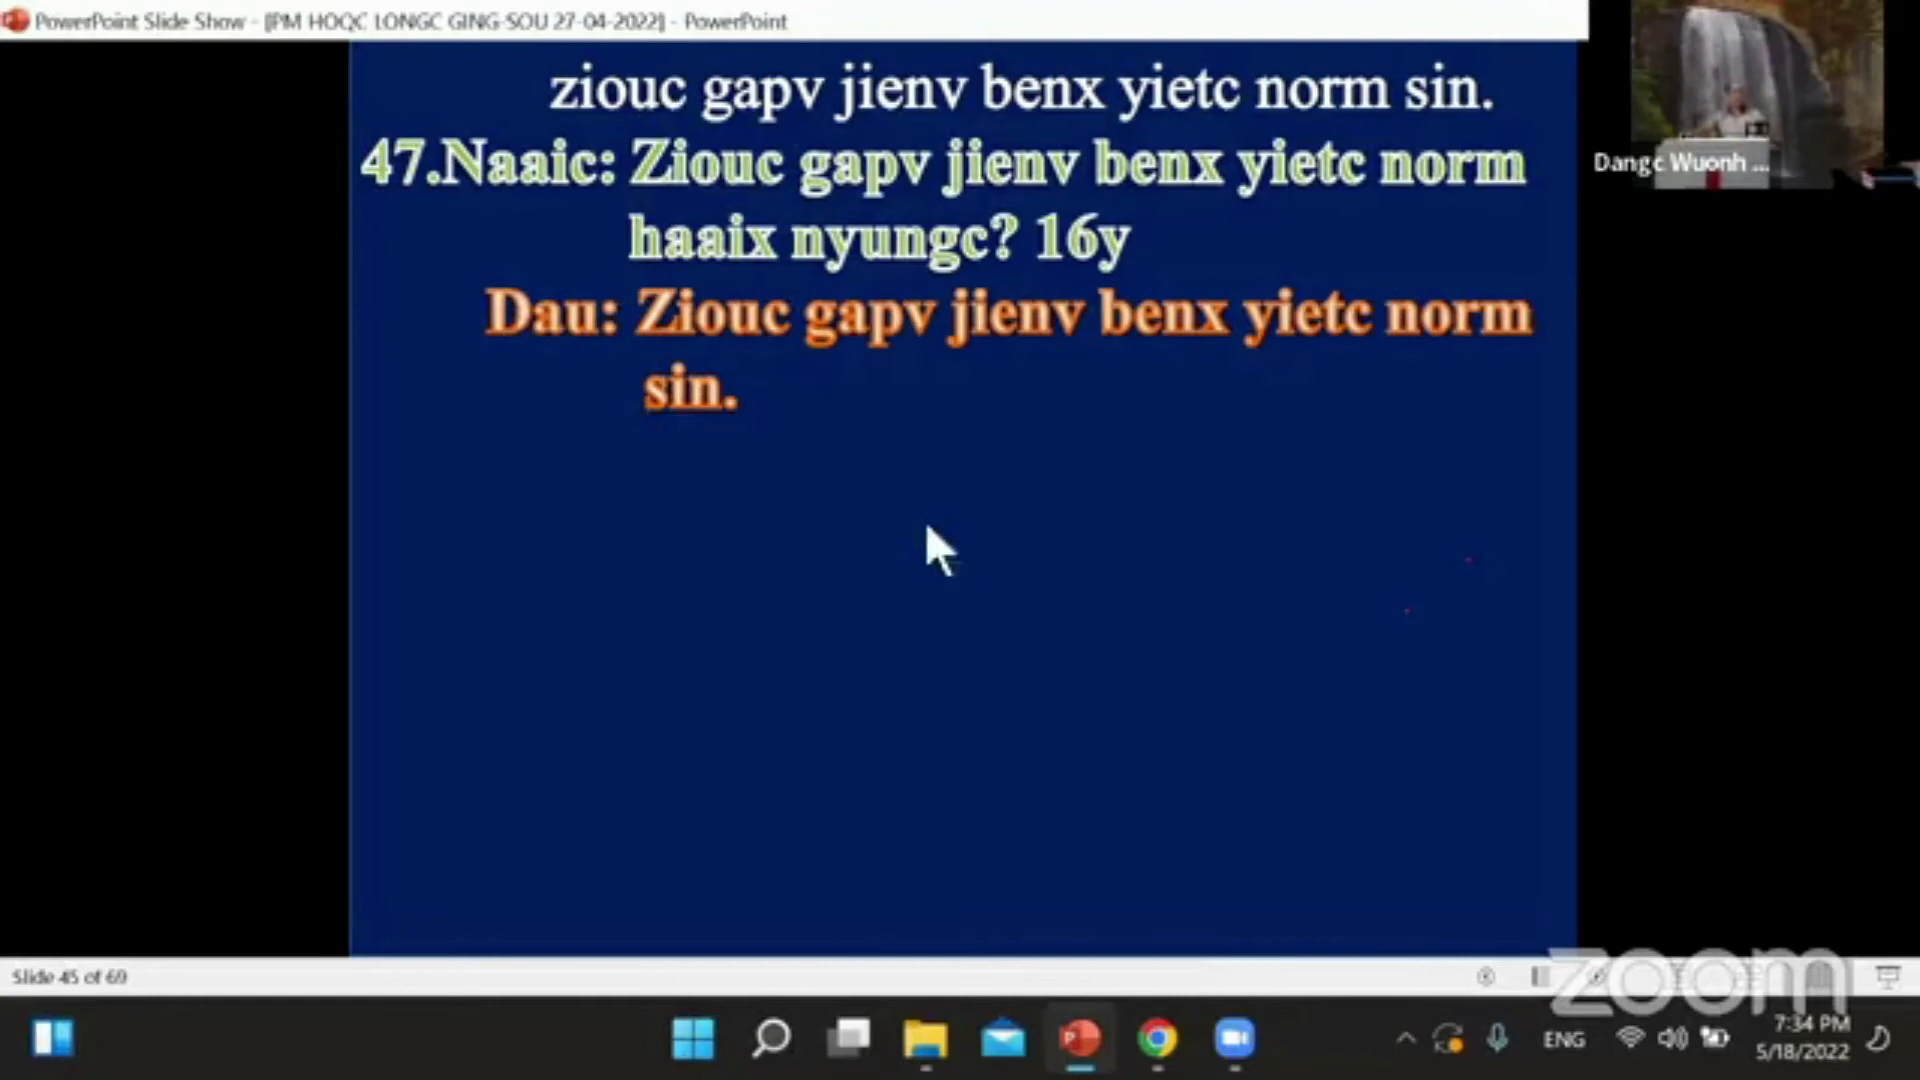 PowerPoint Slide Show - [PM HOQC LONGC GING-SOU 27-04-2022] - PowerPoint
ziouc gapv jienv benx yietc norm sin.
47.Naaic: Ziouc gapv jienv benx yietc norm
haaix nyungc? 16y
Dau: Ziouc gapv jienv benx yietc norm
sin.
Dangc Wuonh ...
Slide 45 of 69
zoom
ENG
7:34 PM
5/18/2022